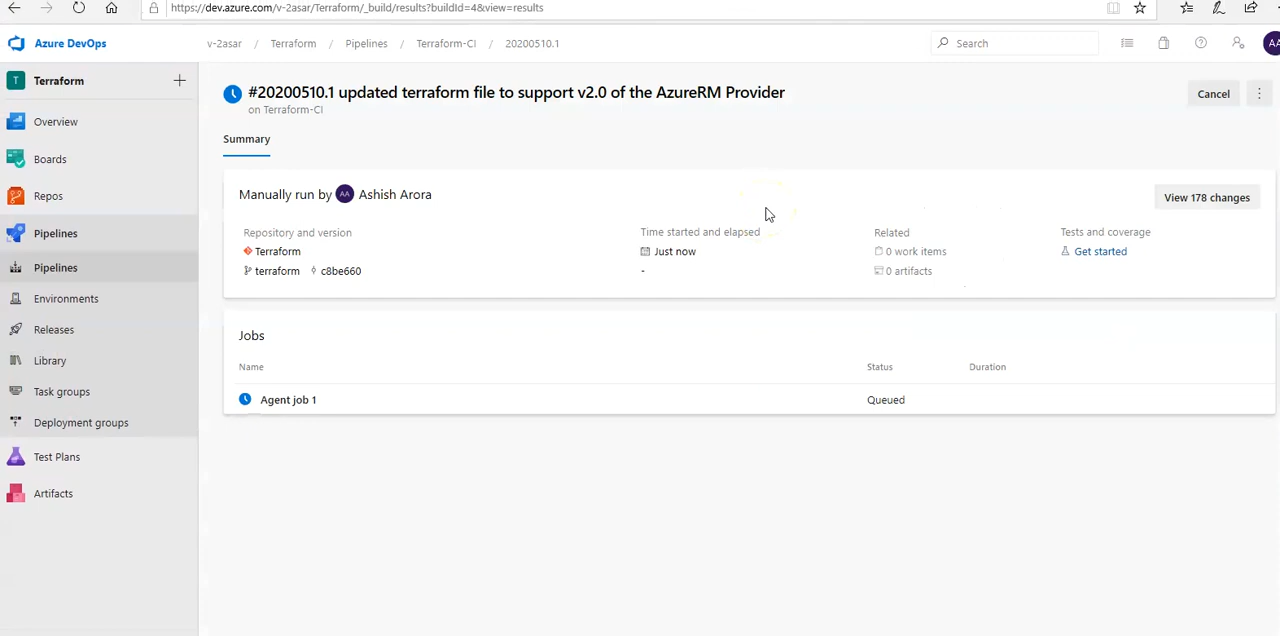 https://dev.azure.com/v-2asar/Terraform/_build/results?buildId=4&view=results
Azure DevOps
v-2asar / Terraform / Pipelines / Terraform-CI / 20200510.1
Search
AA
T Terraform +
Overview
Boards
Repos
Pipelines
Pipelines
Environments
Releases
Library
Task groups
Deployment groups
Test Plans
Artifacts
#20200510.1 updated terraform file to support v2.0 of the AzureRM Provider
on Terraform-CI
Cancel
Summary
Manually run by AA Ashish Arora
View 178 changes
Repository and version
Terraform
terraform c8be660
Time started and elapsed
Just now
-
Related
0 work items
0 artifacts
Tests and coverage
Get started
Jobs
Name Status Duration
Agent job 1 Queued